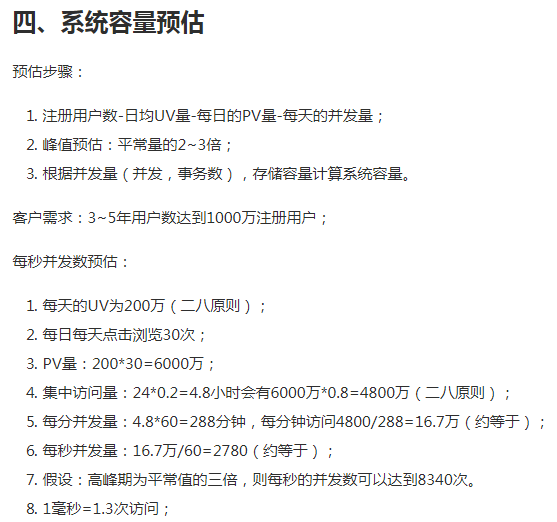 四、系统容量预估
预估步骤：
1. 注册用户数-日均UV量-每日的PV量-每天的并发量；
2. 峰值预估：平常量的2~3倍；
3. 根据并发量（并发，事务数），存储容量计算系统容量。
客户需求：3~5年用户数达到1000万注册用户；
每秒并发数预估：
1. 每天的UV为200万（二八原则）；
2. 每日每天点击浏览30次；
3. PV量：200*30=6000万；
4. 集中访问量：24*0.2=4.8小时会有6000万*0.8=4800万（二八原则）；
5. 每分并发量：4.8*60=288分钟，每分钟访问4800/288=16.7万（约等于）；
6. 每秒并发量：16.7万/60=2780（约等于）；
7. 假设：高峰期为平常值的三倍，则每秒的并发数可以达到8340次。
8. 1毫秒=1.3次访问；